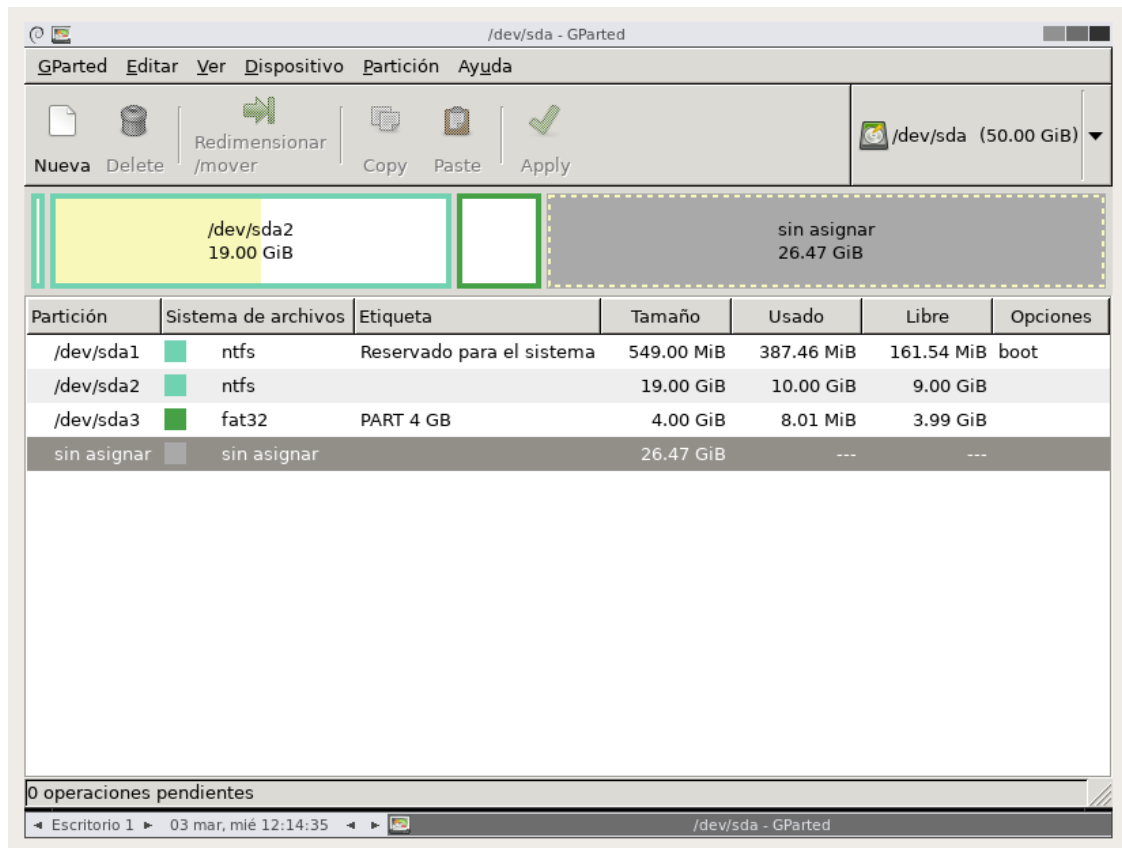 /dev/sda - GParted
GParted Editar Ver Dispositivo Partición Ayuda
Nueva Delete Redimensionar /mover Copy Paste Apply /dev/sda (50.00 GiB)
/dev/sda2
19.00 GiB
sin asignar
26.47 GiB
Partición Sistema de archivos Etiqueta Tamaño Usado Libre Opciones
/dev/sda1 ntfs Reservado para el sistema 549.00 MiB 387.46 MiB 161.54 MiB boot
/dev/sda2 ntfs 19.00 GiB 10.00 GiB 9.00 GiB
/dev/sda3 fat32 PART 4 GB 4.00 GiB 8.01 MiB 3.99 GiB
sin asignar sin asignar 26.47 GiB --- ---
0 operaciones pendientes
Escritorio 1 03 mar, mié 12:14:35 /dev/sda - GParted